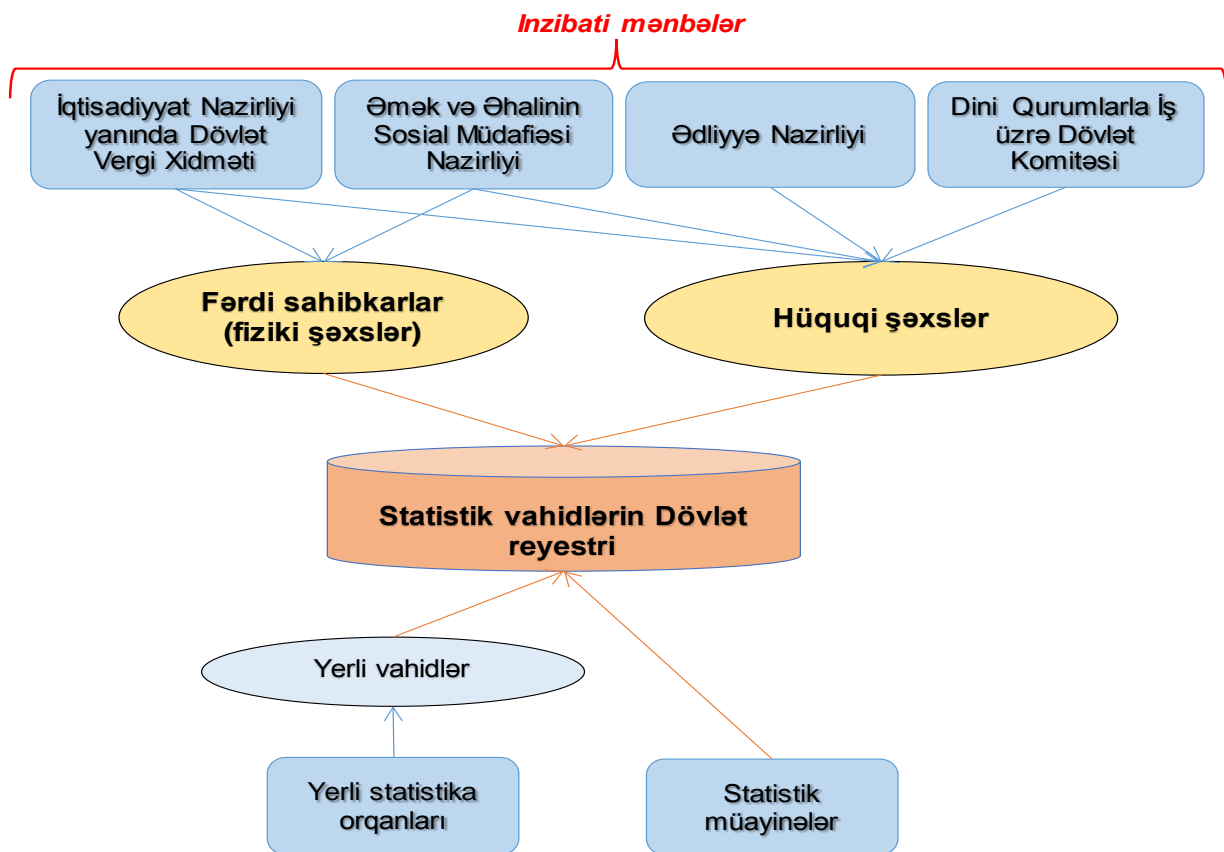 Inzibati mənbələr
İqtisadiyyat Nazirliyi
yanında Dövlət
Vergi Xidməti
Əmək və Əhalinin
Sosial Müdafiəsi
Nazirliyi
Ədliyyə Nazirliyi
Dini Qurumlarla İş
üzrə Dövlət
Komitəsi
Fərdi sahibkarlar
(fiziki şəxslər)
Hüquqi şəxslər
Statistik vahidlərin Dövlət
reyestri
Yerli vahidlər
Yerli statistika
orqanları
Statistik
müayinələr